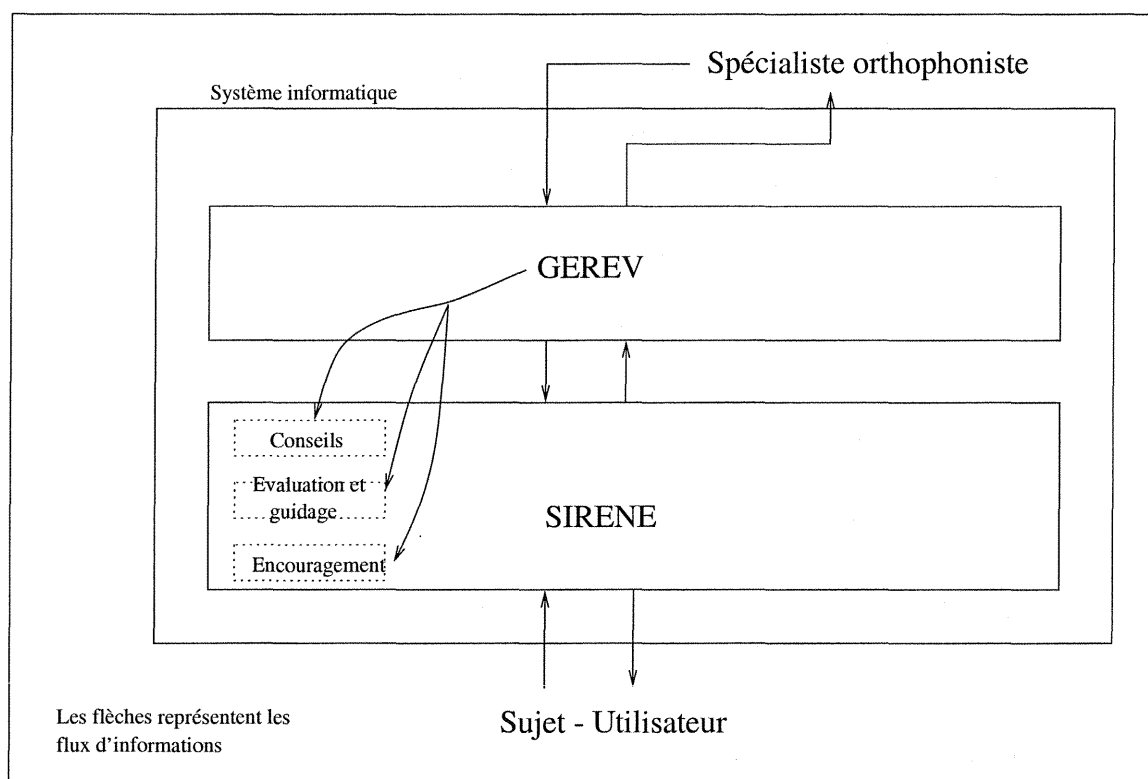 Spécialiste orthophoniste
Système informatique
GEREV
Conseils
Evaluation et
guidage
SIRENE
Encouragement
Les flèches représentent les
flux d'informations
Sujet - Utilisateur